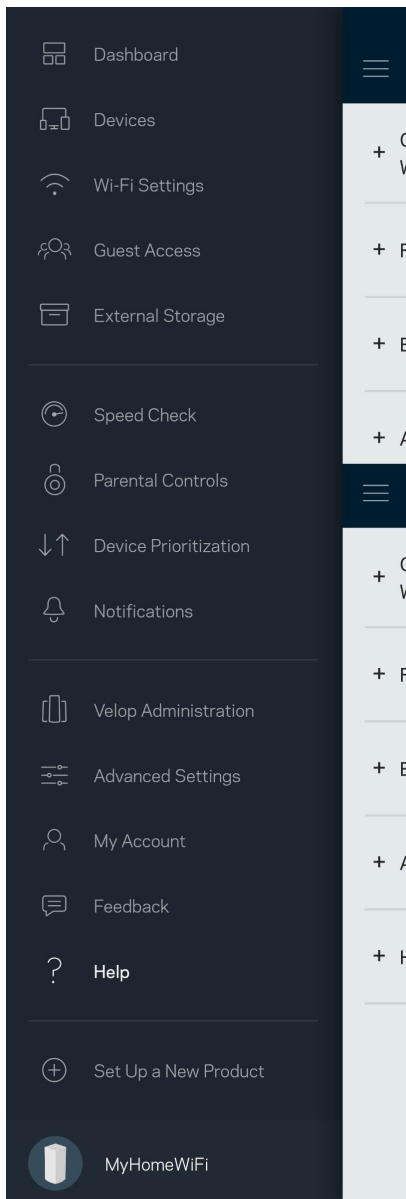 Dashboard
Devices
Wi-Fi Settings
Guest Access
External Storage
Speed Check
Parental Controls
Device Prioritization
Notifications
Velop Administration
Advanced Settings
My Account
Feedback
Help
Set Up a New Product
MyHomeWiFi